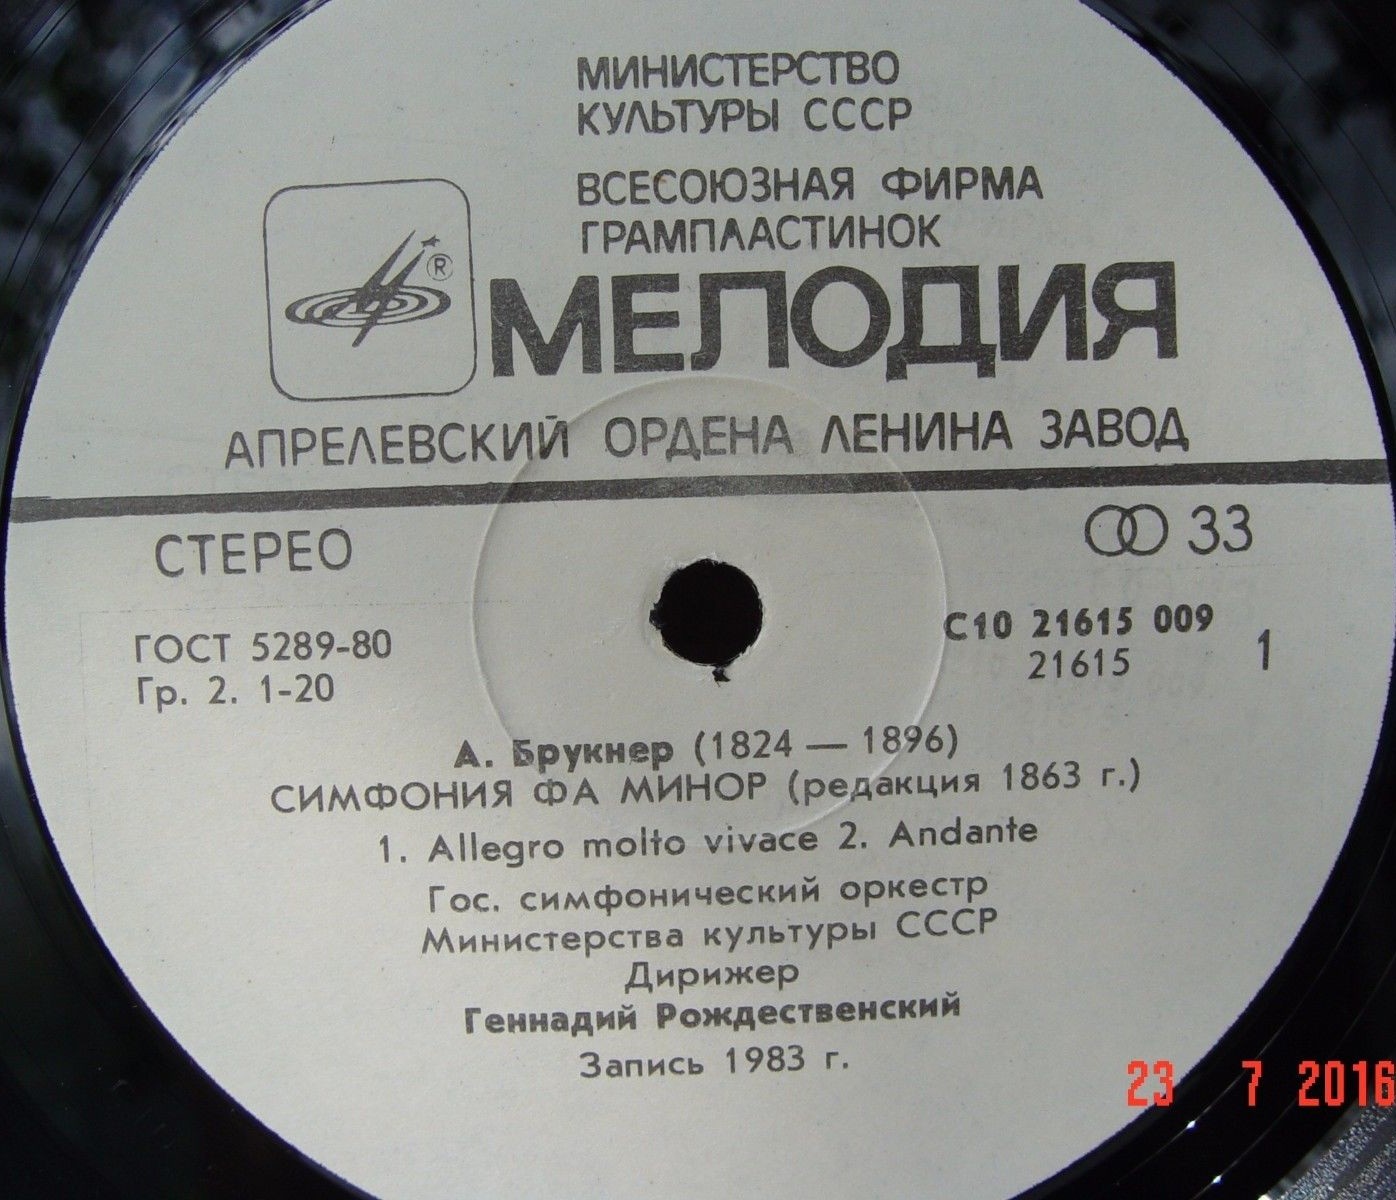 МИНИСТЕРСТВО
КУЛЬТУРЫ СССР
ВСЕСОЮЗНАЯ ФИРМА
ГРАМПЛАСТИНОК
®
МЕЛОДИЯ
АПРЕЛЕВСКИЙ ОРДЕНА ЛЕНИНА ЗАВОД
СТЕРЕО
33
ГОСТ 5289-80
Гр. 2. 1-20
С10 21615 009
21615
1
А. Брукнер (1824 — 1896)
СИМФОНИЯ ФА МИНОР (редакция 1863 г.)
1. Allegro molto vivace 2. Andante
Гос. симфонический оркестр
Министерства культуры СССР
Дирижер
Геннадий Рождественский
Запись 1983 г.
23 7 2016